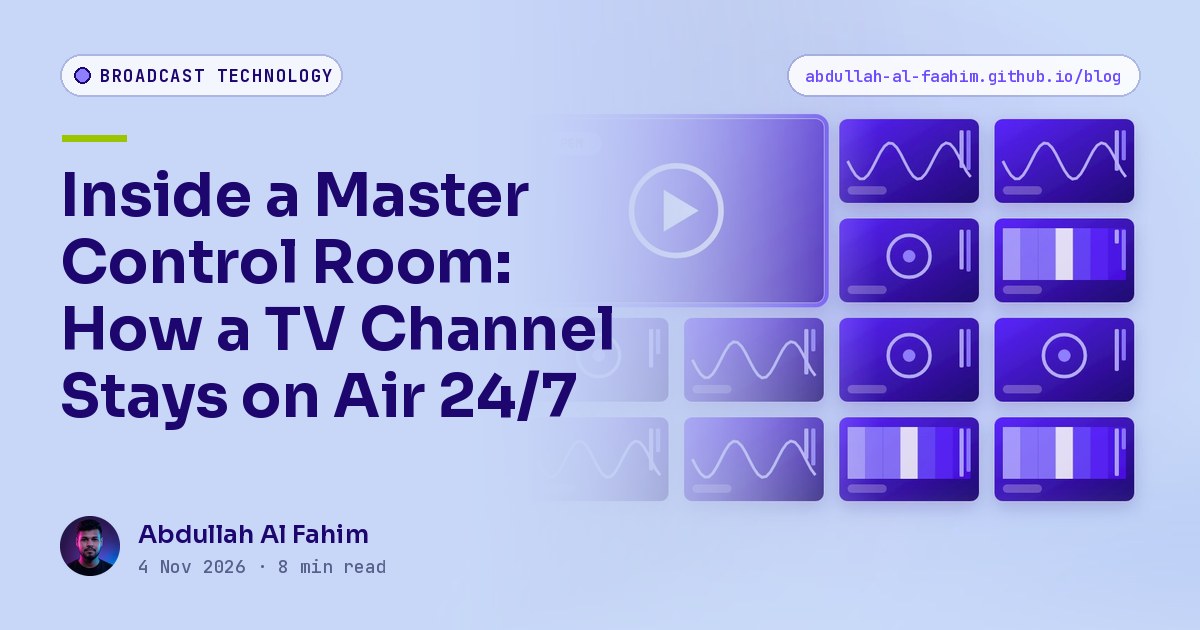 BROADCAST TECHNOLOGY
abdullah-al-faahim.github.io/blog
Inside a Master
Control Room:
How a TV Channel
Stays on Air 24/7
Abdullah Al Fahim
4 Nov 2026 · 8 min read